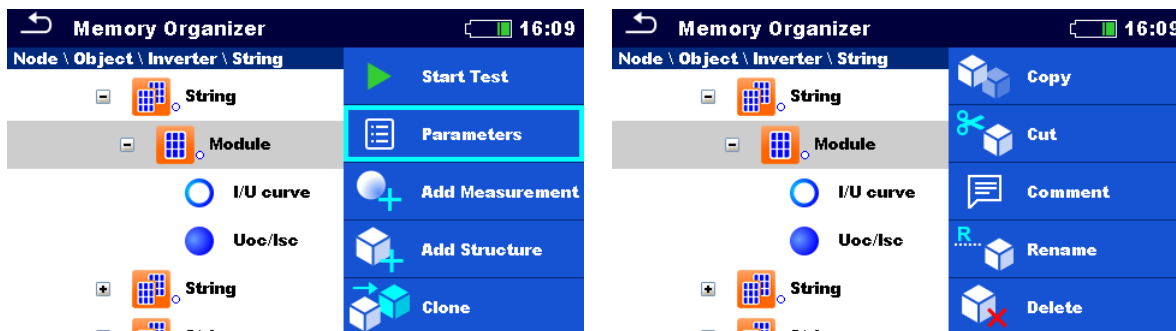 Memory Organizer 16:09
Node \ Object \ Inverter \ String
String
Module
I/U curve
Uoc/Isc
String
Start Test
Parameters
Add Measurement
Add Structure
Clone
Memory Organizer 16:09
Node \ Object \ Inverter \ String
String
Module
I/U curve
Uoc/Isc
String
Copy
Cut
Comment
R
Rename
Delete